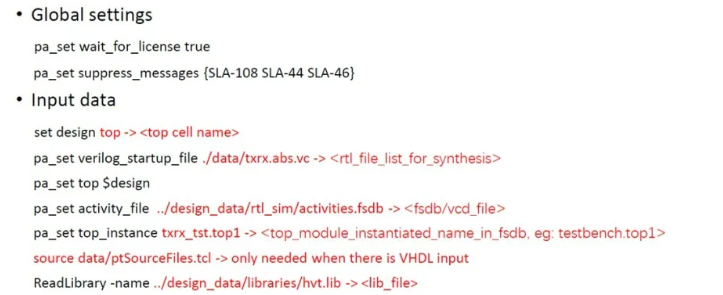 • Global settings
pa_set wait_for_license true
pa_set suppress_messages {SLA-108 SLA-44 SLA-46}
• Input data
set design top -> <top cell name>
pa_set verilog_startup_file ./data/txrx.abs.vc -> <rtl_file_list_for_synthesis>
pa_set top $design
pa_set activity_file ../design_data/rtl_sim/activities.fsdb -> <fsdb/vcd_file>
pa_set top_instance txrx_tst.top1 -> <top_module_instantiated_name_in_fsdb, eg: testbench.top1>
source data/ptSourceFiles.tcl -> only needed when there is VHDL input
ReadLibrary -name ../design_data/libraries/hvt.lib -> <lib_file>